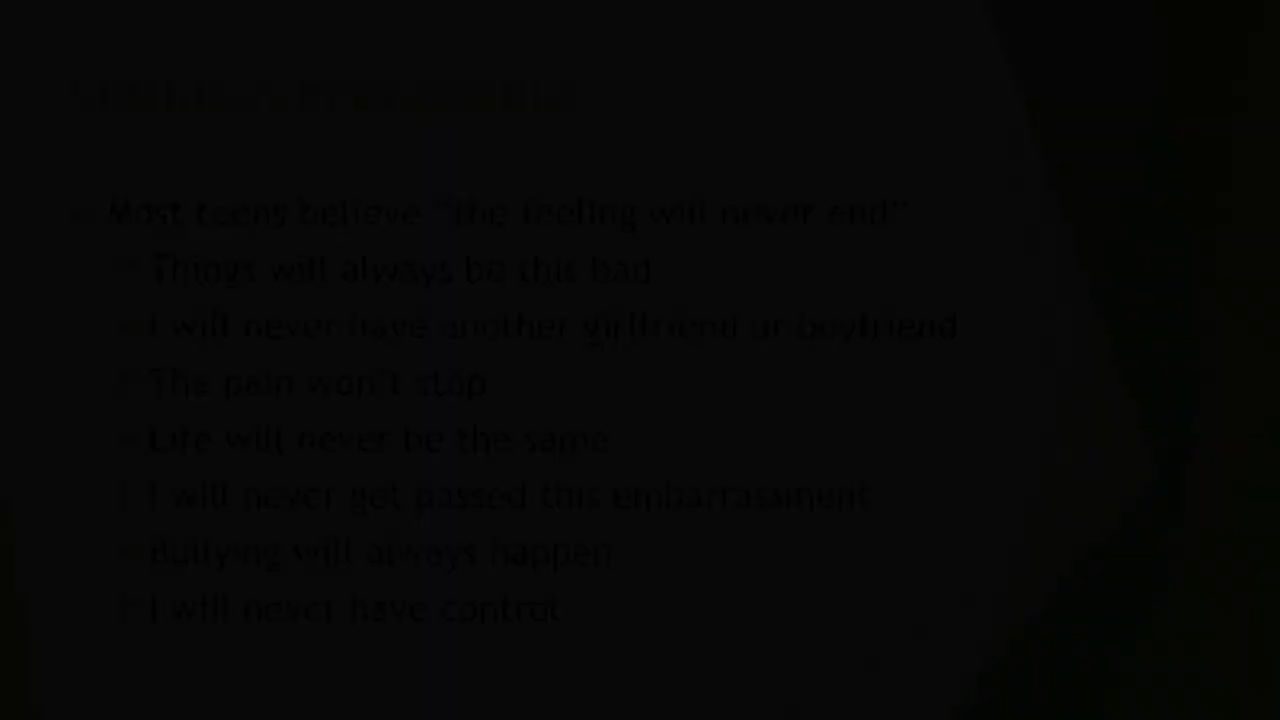 Most teens believe "the feeling will never end"
Things will always be this bad
I will never have another girlfriend or boyfriend
The pain won't stop
Life will never be the same
I will never get passed this embarrassment
Bullying will always happen
I will never have control